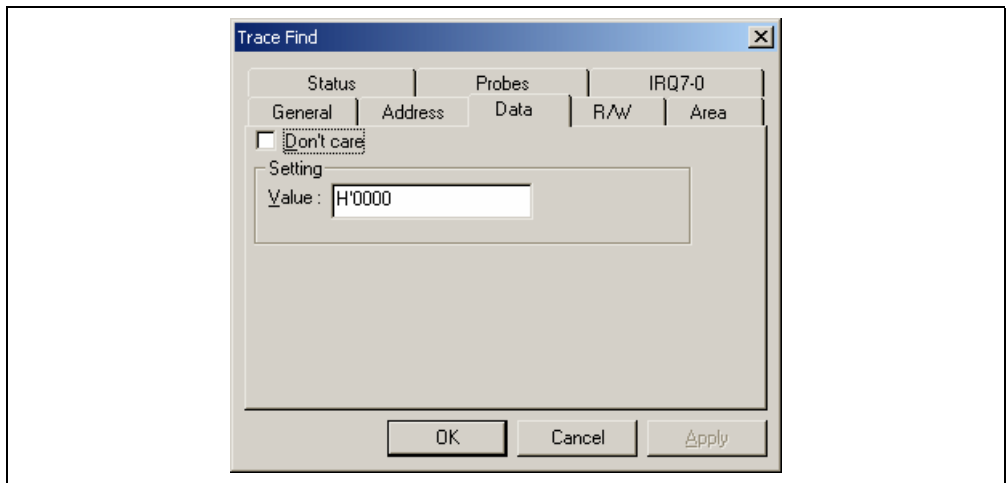 Trace Find
Status Probes IRQ7-0
General Address Data R/W Area
Don't care
Setting
Value : H'0000
OK Cancel Apply